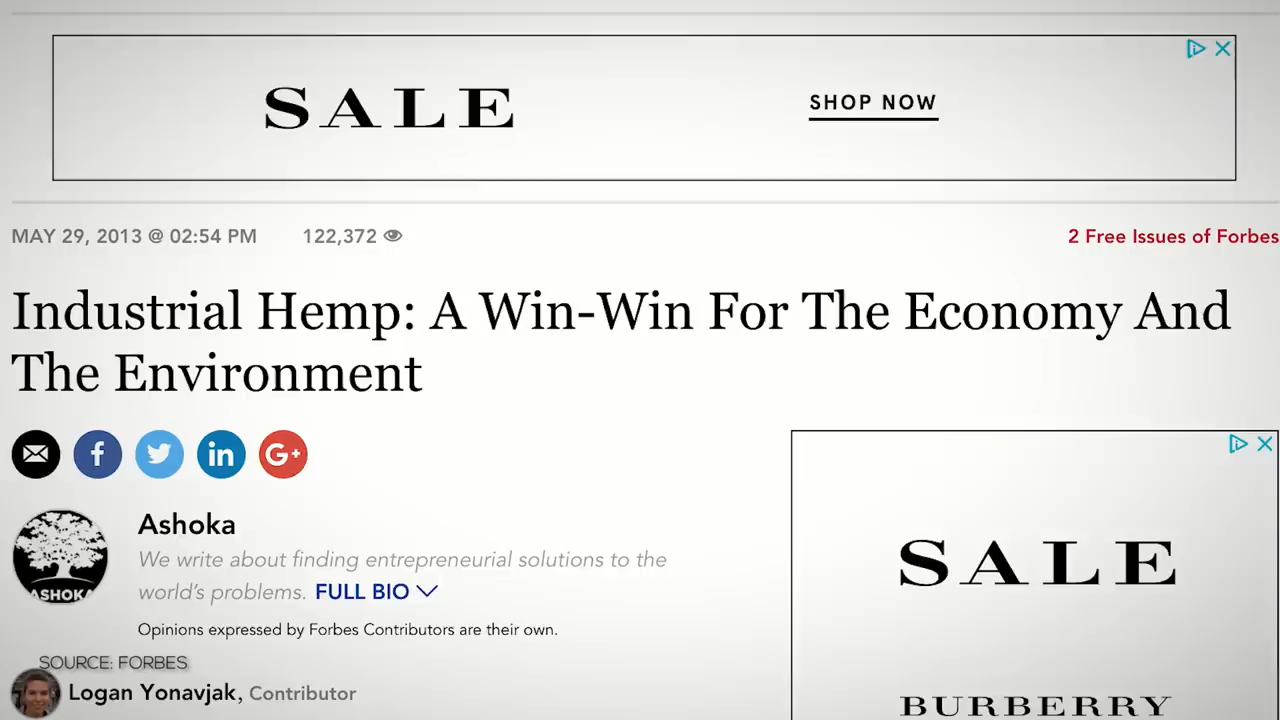 SALE
SHOP NOW
MAY 29, 2013 @ 02:54 PM
122,372
2 Free Issues of Forbes
Industrial Hemp: A Win-Win For The Economy And
The Environment
f
in
G+
ASHOKA
Ashoka
We write about finding entrepreneurial solutions to the
world's problems. FULL BIO
Opinions expressed by Forbes Contributors are their own.
SOURCE: FORBES
Logan Yonavjak, Contributor
SALE
BURBERRY